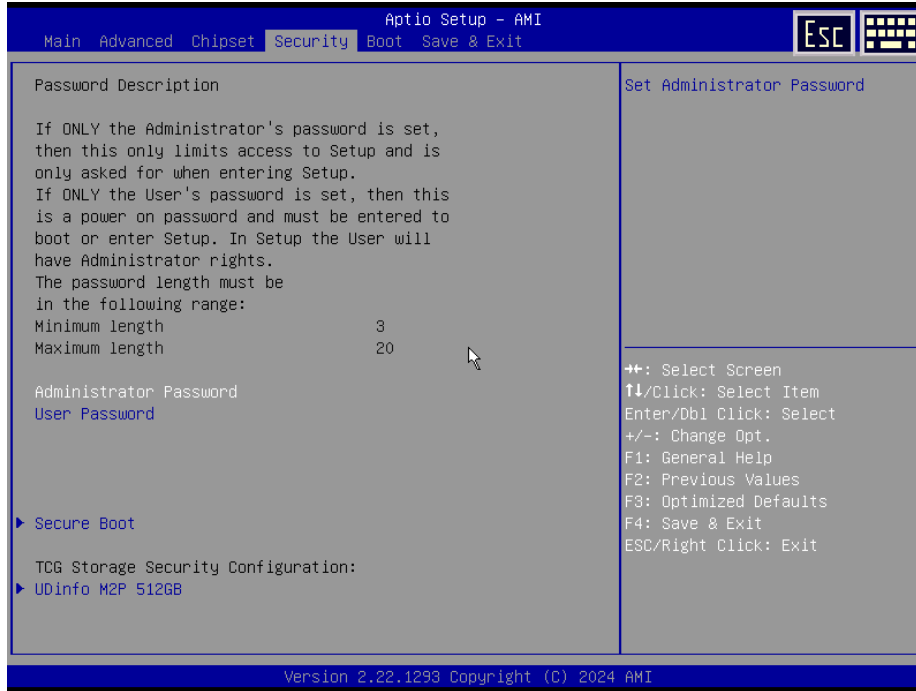 Aptio Setup – AMI
Main Advanced Chipset Security Boot Save & Exit
Esc
Password Description
If ONLY the Administrator's password is set,
then this only limits access to Setup and is
only asked for when entering Setup.
If ONLY the User's password is set, then this
is a power on password and must be entered to
boot or enter Setup. In Setup the User will
have Administrator rights.
The password length must be
in the following range:
Minimum length 3
Maximum length 20
Administrator Password
User Password
Secure Boot
TCG Storage Security Configuration:
UDinfo M2P 512GB
Set Administrator Password
→←: Select Screen
↑↓/Click: Select Item
Enter/Dbl Click: Select
+/-: Change Opt.
F1: General Help
F2: Previous Values
F3: Optimized Defaults
F4: Save & Exit
ESC/Right Click: Exit
Version 2.22.1293 Copyright (C) 2024 AMI